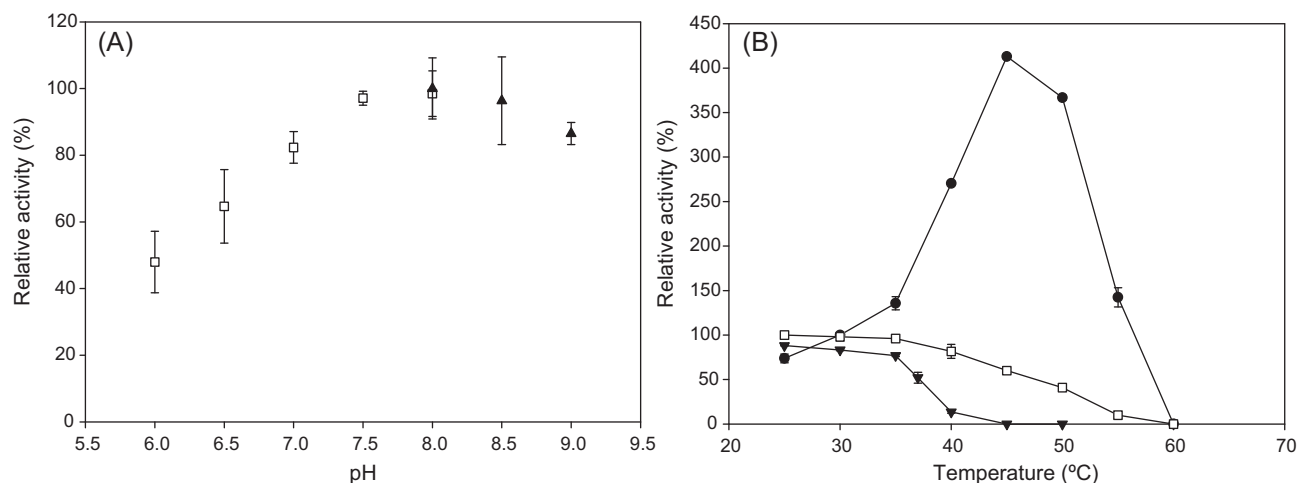 (A)
Relative activity (%)
120
100
80
60
40
20
0
5.5 6.0 6.5 7.0 7.5 8.0 8.5 9.0 9.5
pH
(B)
Relative activity (%)
450
400
350
300
250
200
150
100
50
0
20 30 40 50 60 70
Temperature (ºC)